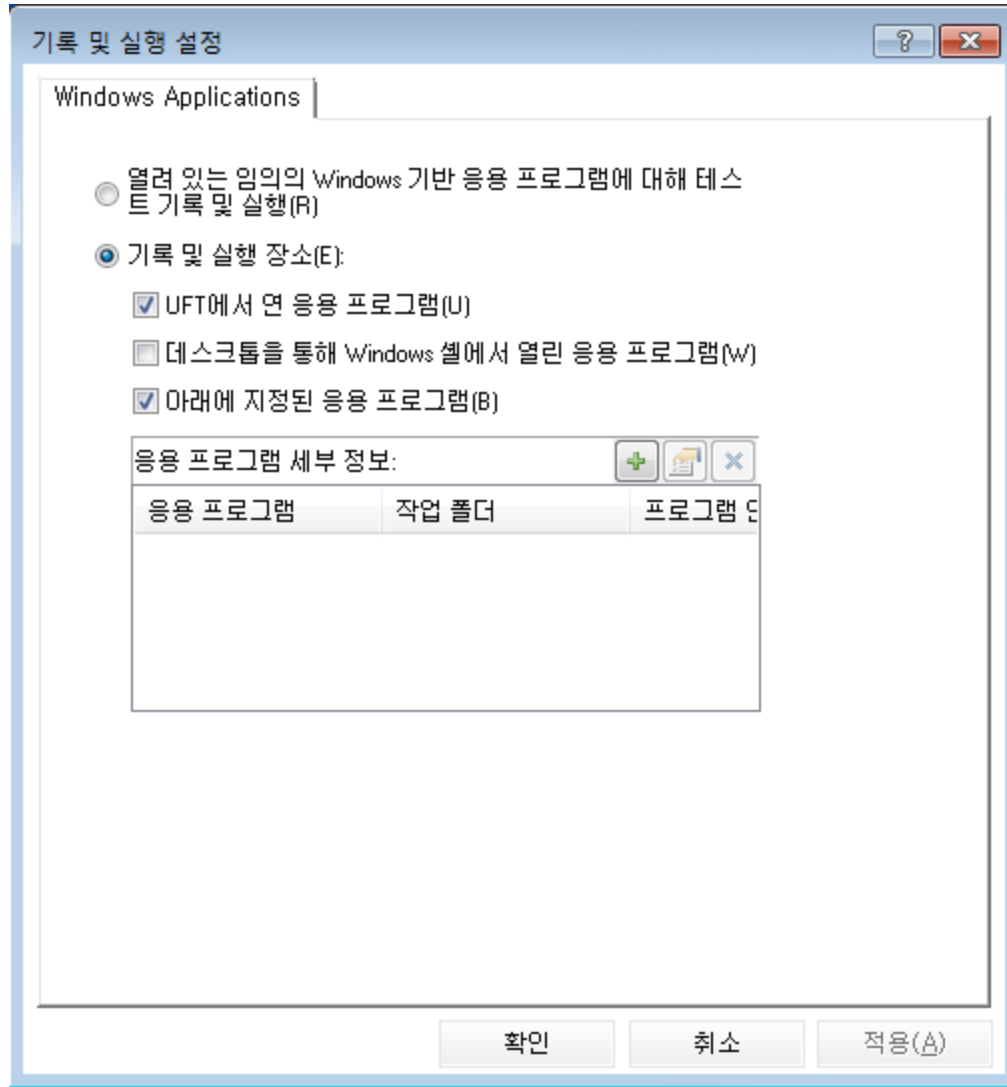 기록 및 실행 설정
Windows Applications
열려 있는 임의의 Windows 기반 응용 프로그램에 대해 테스
트 기록 및 실행(R)
기록 및 실행 장소(E):
UFT에서 연 응용 프로그램(U)
데스크톱을 통해 Windows 셸에서 열린 응용 프로그램(W)
아래에 지정된 응용 프로그램(B)
응용 프로그램 세부 정보:
응용 프로그램 작업 폴더 프로그램
확인 취소 적용(A)